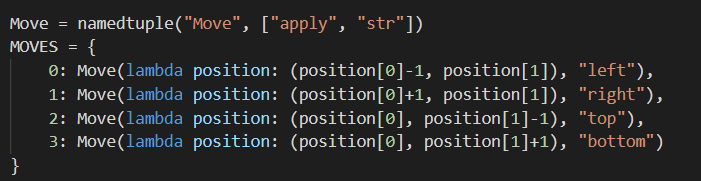 Move = namedtuple("Move", ["apply", "str"])
MOVES = {
    0: Move(lambda position: (position[0]-1, position[1]), "left"),
    1: Move(lambda position: (position[0]+1, position[1]), "right"),
    2: Move(lambda position: (position[0], position[1]-1), "top"),
    3: Move(lambda position: (position[0], position[1]+1), "bottom")
}